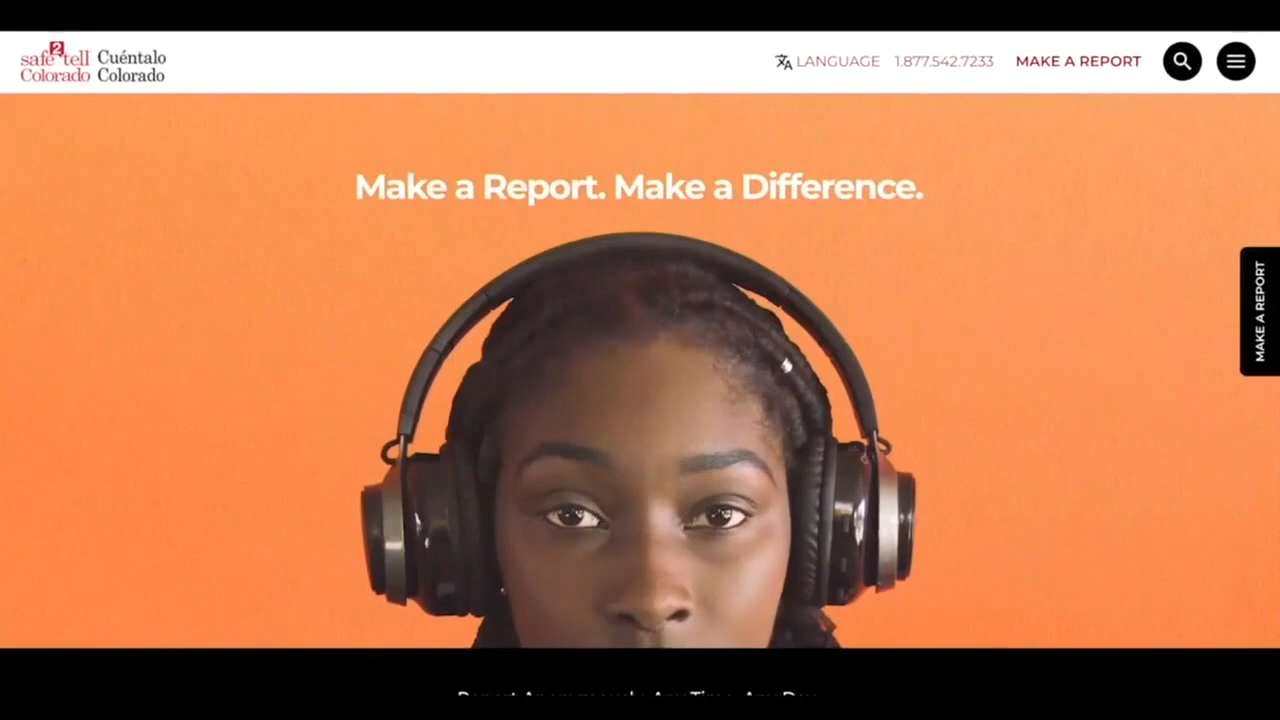 safe2tell Cuéntalo
Colorado Colorado
LANGUAGE 1.877.542.7233 MAKE A REPORT
Make a Report. Make a Difference.
MAKE A REPORT